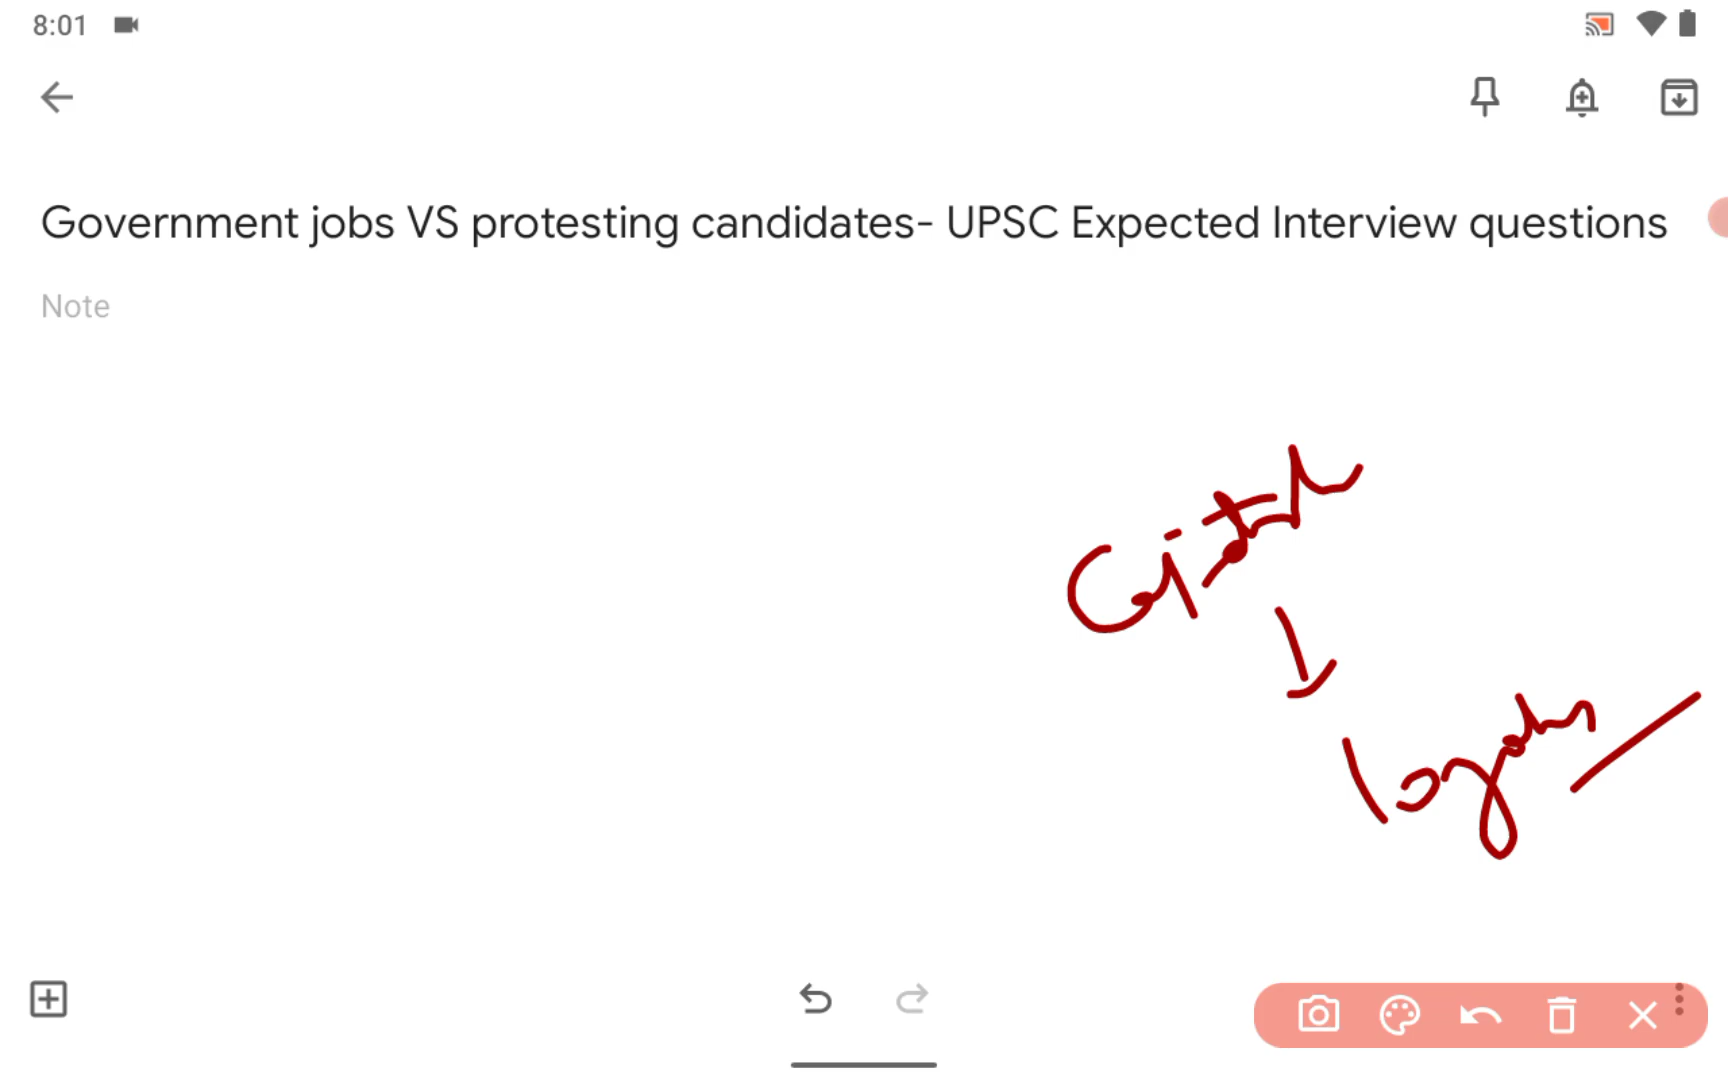 8:01
Government jobs VS protesting candidates- UPSC Expected Interview questions
Note